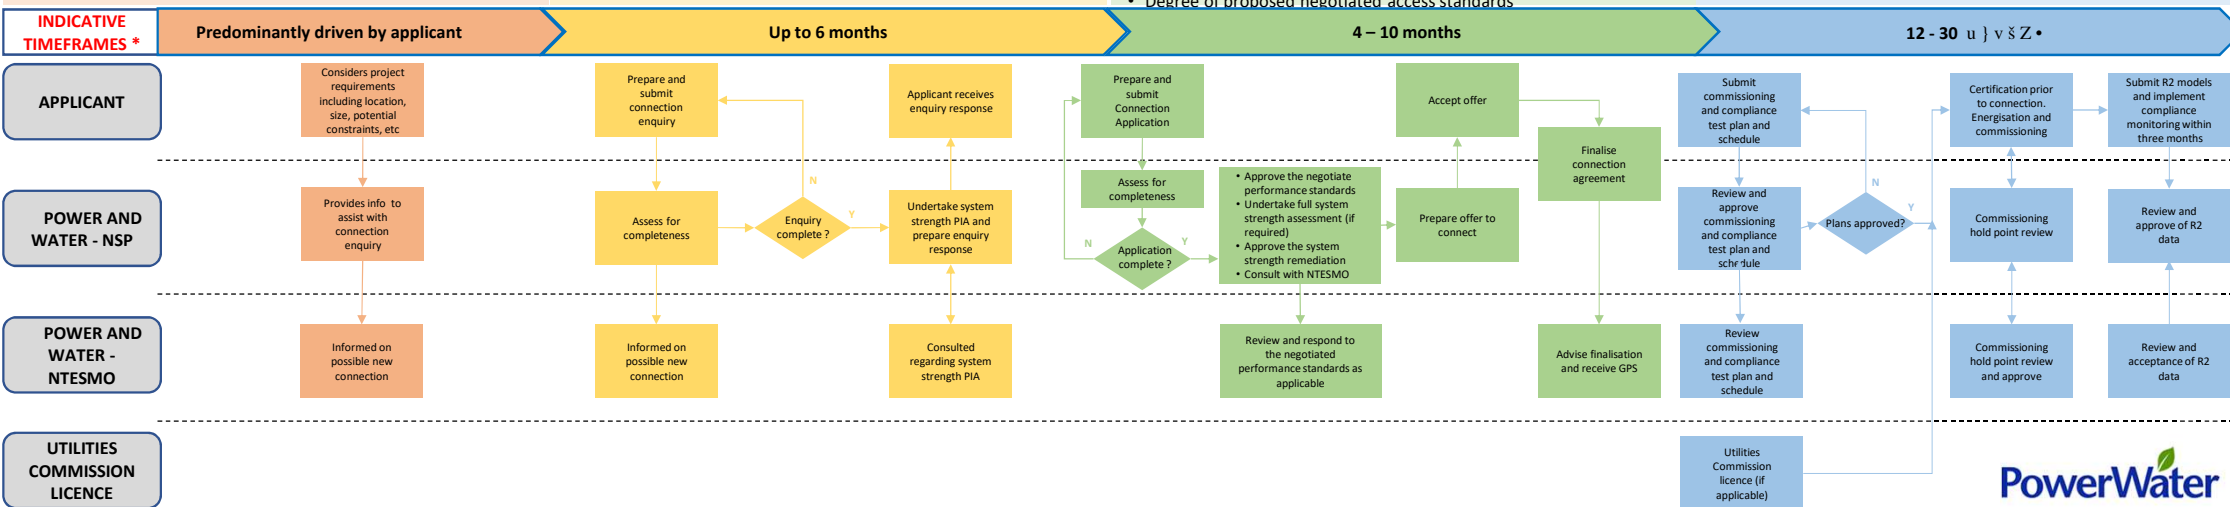 • Degree of proposed negotiated access standards
INDICATIVE
TIMEFRAMES *
Predominantly driven by applicant
Up to 6 months
4 – 10 months
12 - 30 u } v š Z •
APPLICANT
Considers project
requirements
including location,
size, potential
constraints, etc
Prepare and
submit
connection
enquiry
Applicant receives
enquiry response
Prepare and
submit
Connection
Application
Accept offer
Finalise
connection
agreement
Submit
commissioning
and compliance
test plan and
schedule
Certification prior
to connection.
Energisation and
commissioning
Submit R2 models
and implement
compliance
monitoring within
three months
POWER AND
WATER - NSP
Provides info to
assist with
connection
enquiry
Assess for
completeness
Enquiry
complete ?
N
Y
Undertake system
strength PIA and
prepare enquiry
response
Assess for
completeness
Application
complete ?
N
Y
• Approve the negotiate
performance standards
• Undertake full system
strength assessment (if
required)
• Approve the system
strength remediation
• Consult with NTESMO
Prepare offer to
connect
Review and
approve
commissioning
and compliance
test plan and
schedule
Plans approved?
N
Y
Commissioning
hold point review
Review and
approve of R2
data
POWER AND
WATER -
NTESMO
Informed on
possible new
connection
Informed on
possible new
connection
Consulted
regarding system
strength PIA
Review and respond to
the negotiated
performance standards as
applicable
Advise finalisation
and receive GPS
Review
commissioning
and compliance
test plan and
schedule
Commissioning
hold point review
and approve
Review and
acceptance of R2
data
UTILITIES
COMMISSION
LICENCE
Utilities
Commission
licence (if
applicable)
PowerWater